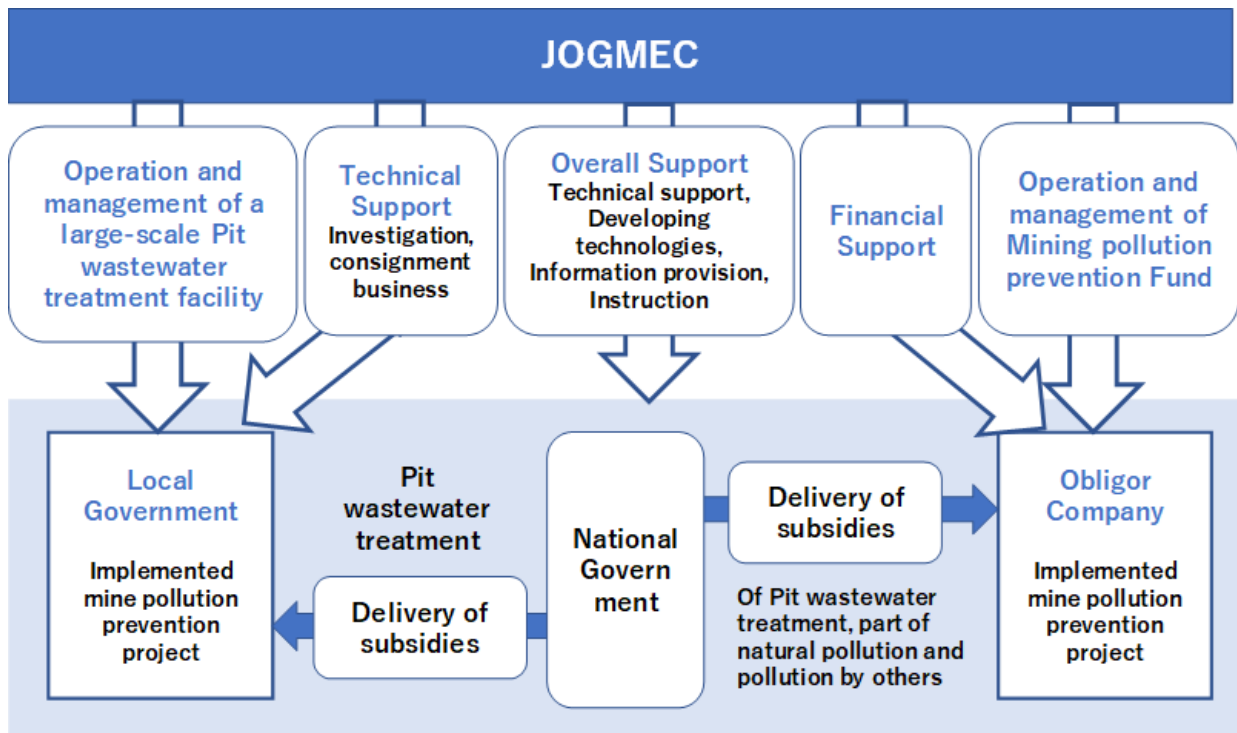 JOGMEC
Operation and
management of a
large-scale Pit
wastewater
treatment facility
Technical
Support
Investigation,
consignment
business
Overall Support
Technical support,
Developing
technologies,
Information provision,
Instruction
Financial
Support
Operation and
management of
Mining pollution
prevention Fund
Local
Government
Implemented
mine pollution
prevention
project
Pit
wastewater
treatment
Delivery of
subsidies
National
Govern
ment
Delivery of
subsidies
Of Pit wastewater
treatment, part of
natural pollution and
pollution by others
Obligor
Company
Implemented
mine pollution
prevention
project